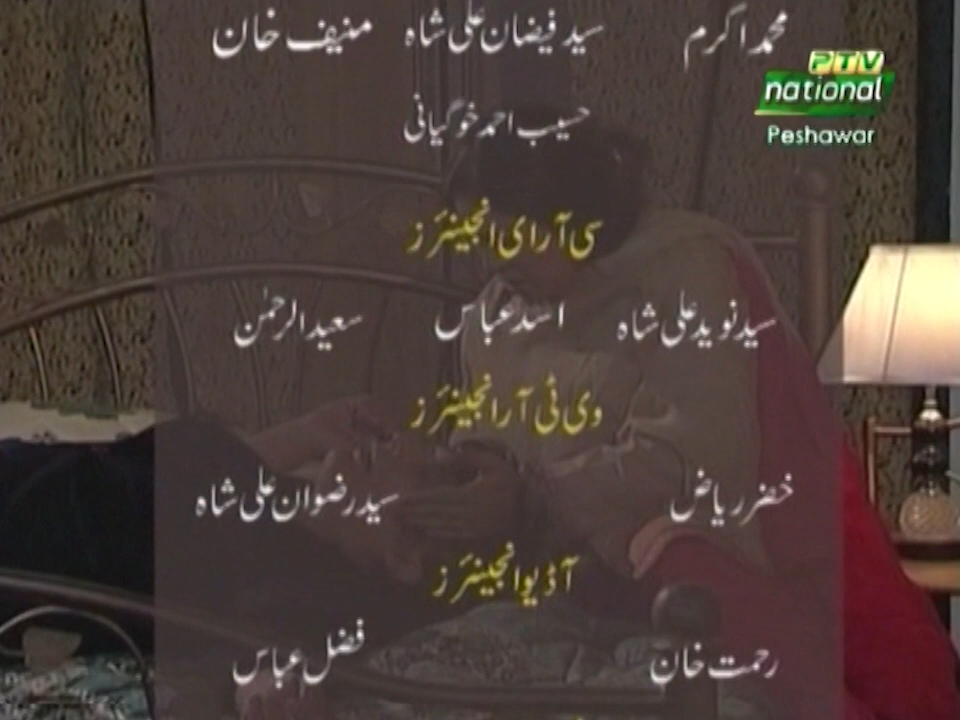 محمد اکرم سید فیضان علی شاہ منیف خان
PTV
national
Peshawar
حسیب احمد خوگیانی
سی آر ای انجینئرز
سید نوید علی شاہ اسد عباس سعید الرحمٰن
وی ٹی آر انجینئرز
خضر ریاض سید رضوان علی شاہ
آڈیو انجینئرز
رحمت خان فضل عباس